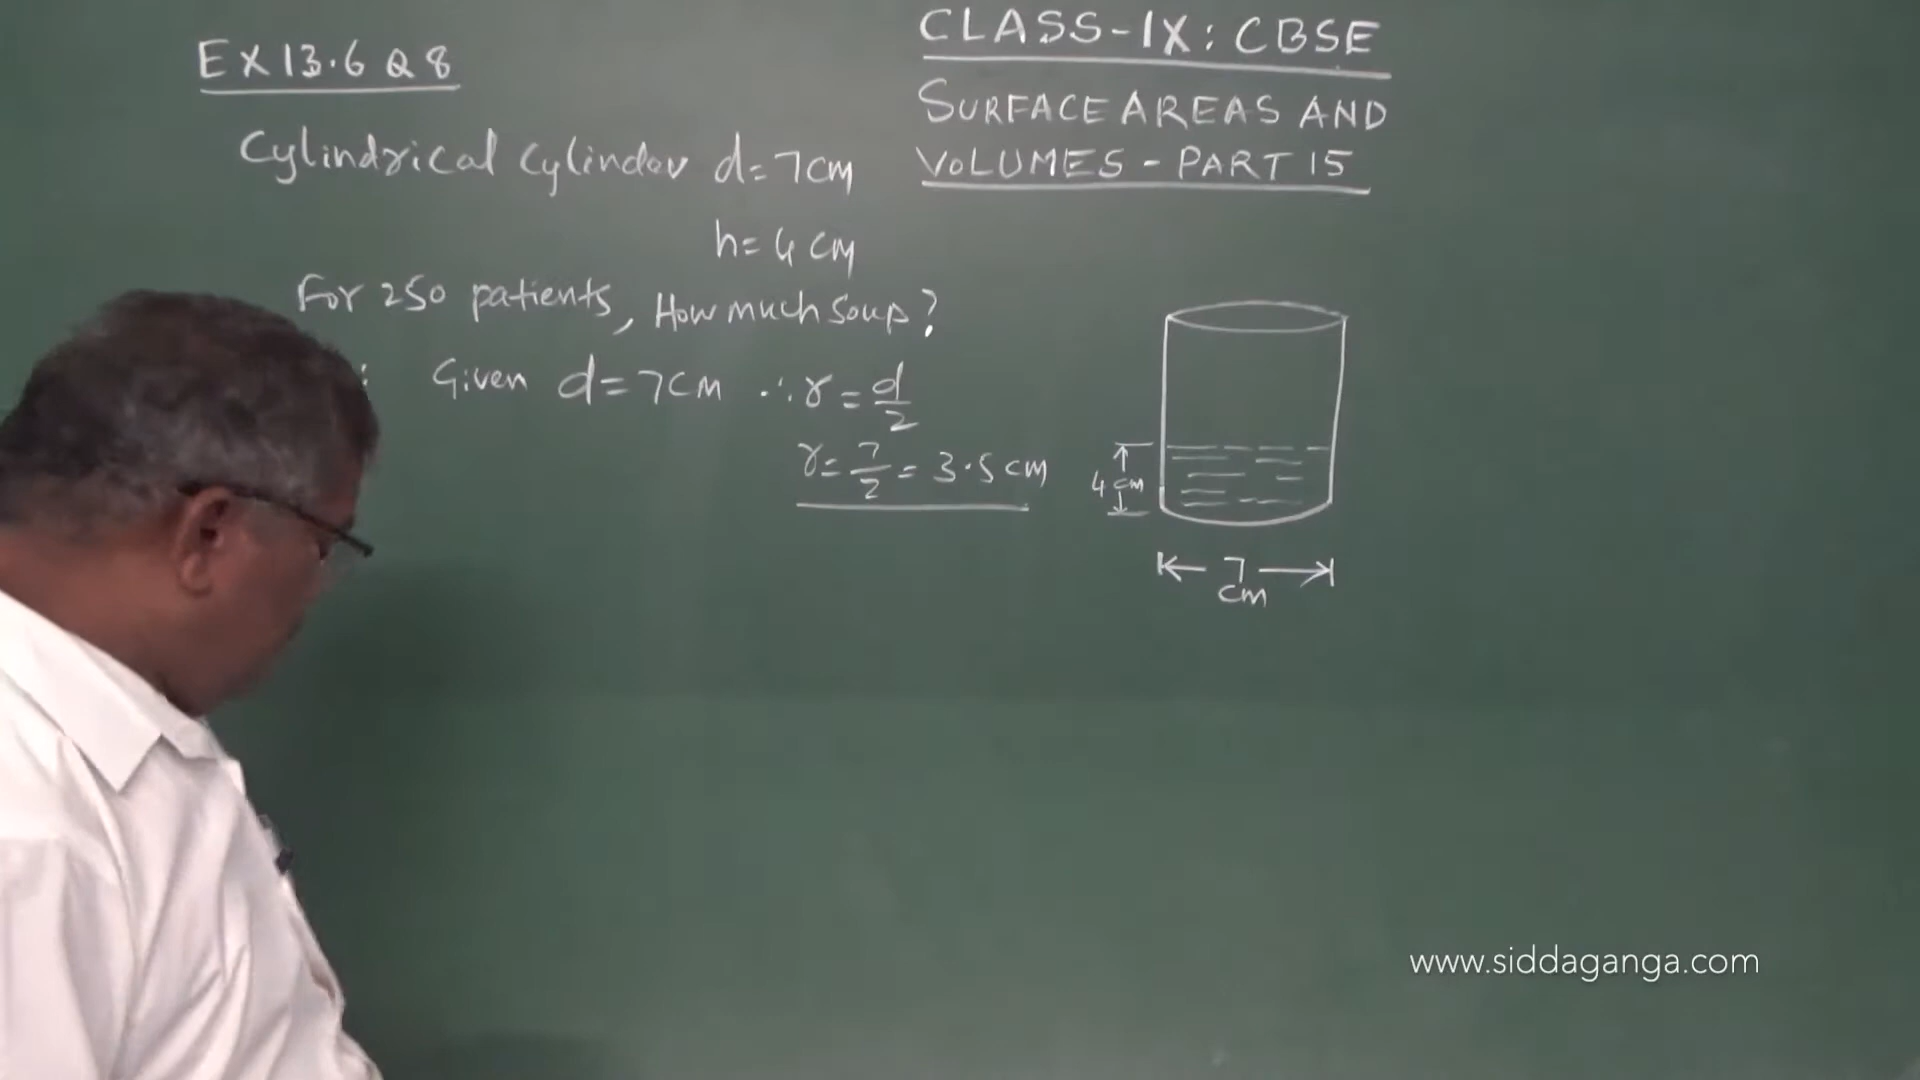 EX 13.6 Q 8
CLASS-IX: CBSE
SURFACE AREAS AND
VOLUMES - PART 15
Cylindrical Cylinder d = 7cm
h = 4 cm
For 250 patients, How much Soup?
: Given d = 7cm ∴ r = d/2
r = 7/2 = 3.5 cm
4 cm
7
cm
www.siddaganga.com